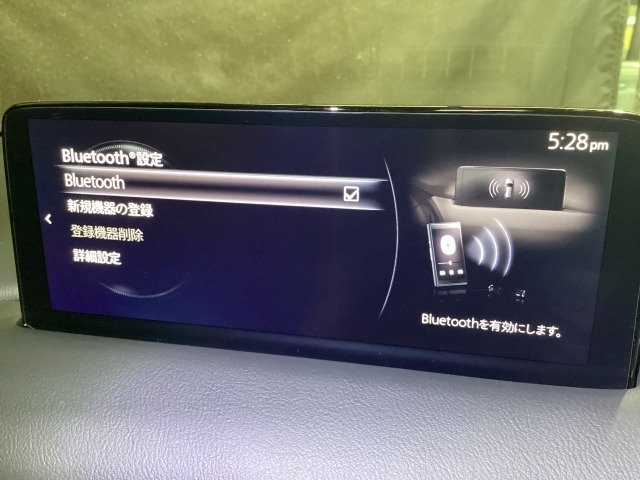 5:28 pm
Bluetooth®設定
Bluetooth
新規機器の登録
登録機器削除
詳細設定
Bluetoothを有効にします。